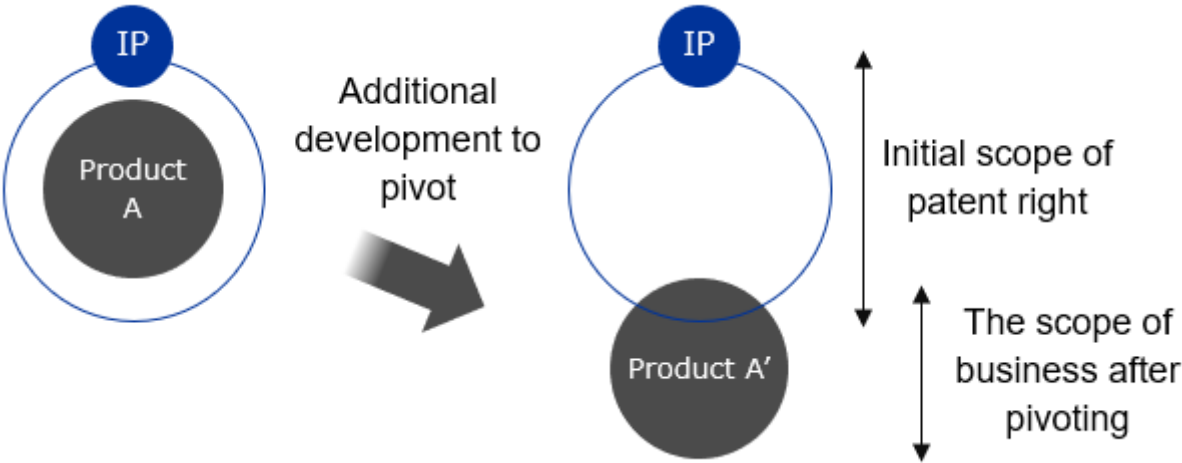 IP
Product
A
Additional
development to
pivot
IP
Product A’
Initial scope of
patent right
The scope of
business after
pivoting